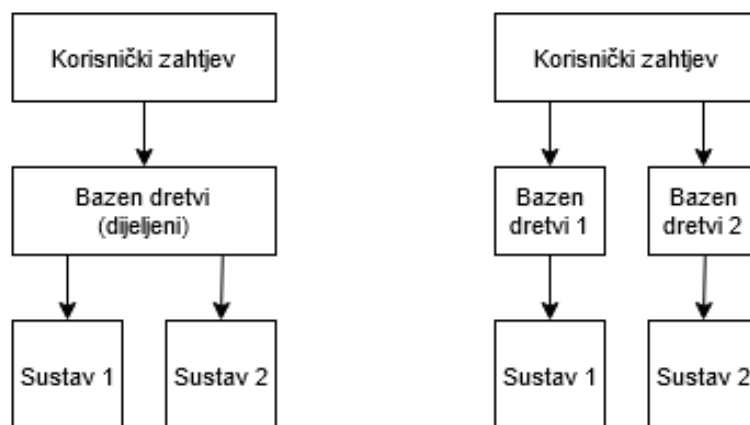 Korisnički zahtjev
Bazen dretvi
(dijeljeni)
Sustav 1
Sustav 2
Korisnički zahtjev
Bazen
dretvi 1
Bazen
dretvi 2
Sustav 1
Sustav 2